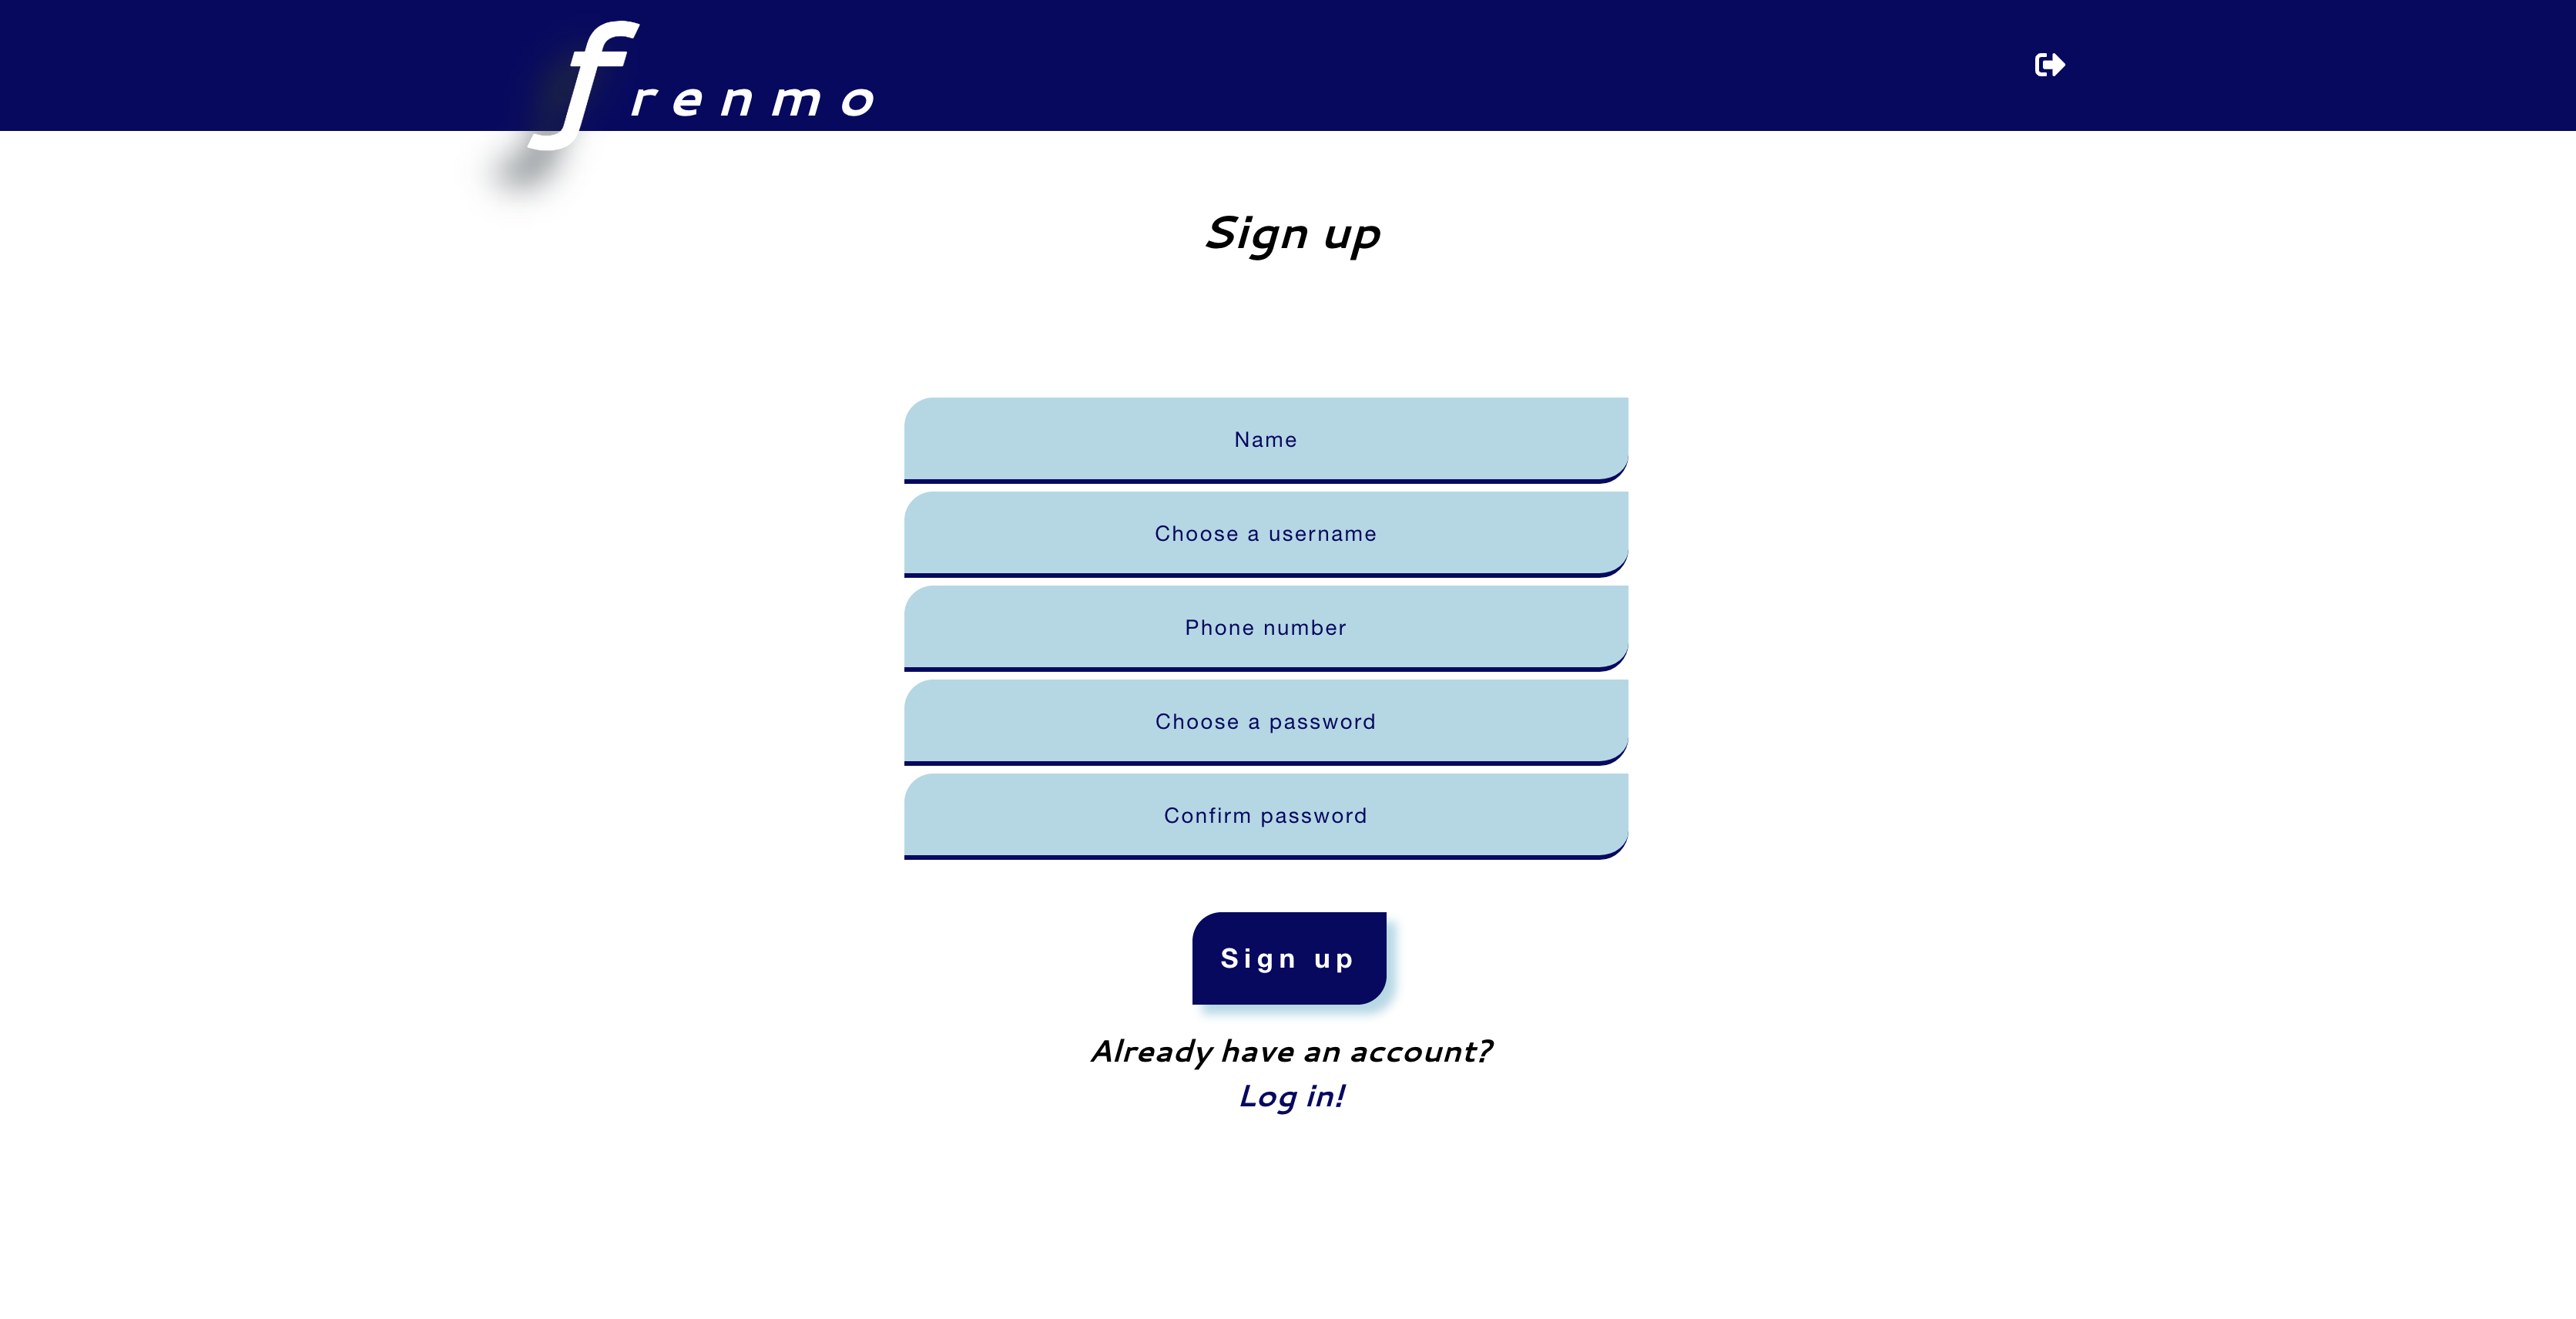 frenmo
Sign up
Name
Choose a username
Phone number
Choose a password
Confirm password
Sign up
Already have an account?
Log in!